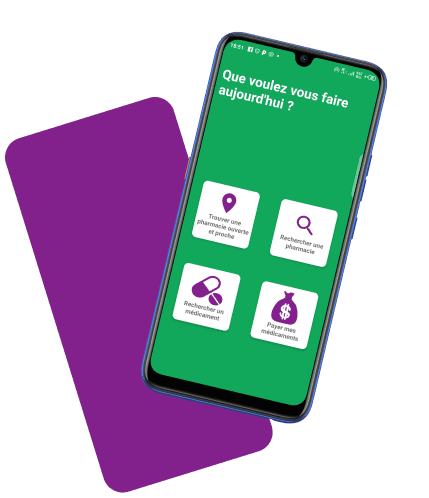 18:51
Que voulez vous faire
aujourd'hui ?
Trouver une
pharmacie ouverte
et proche
Rechercher une
pharmacie
Rechercher un
médicament
Payer mes
médicaments